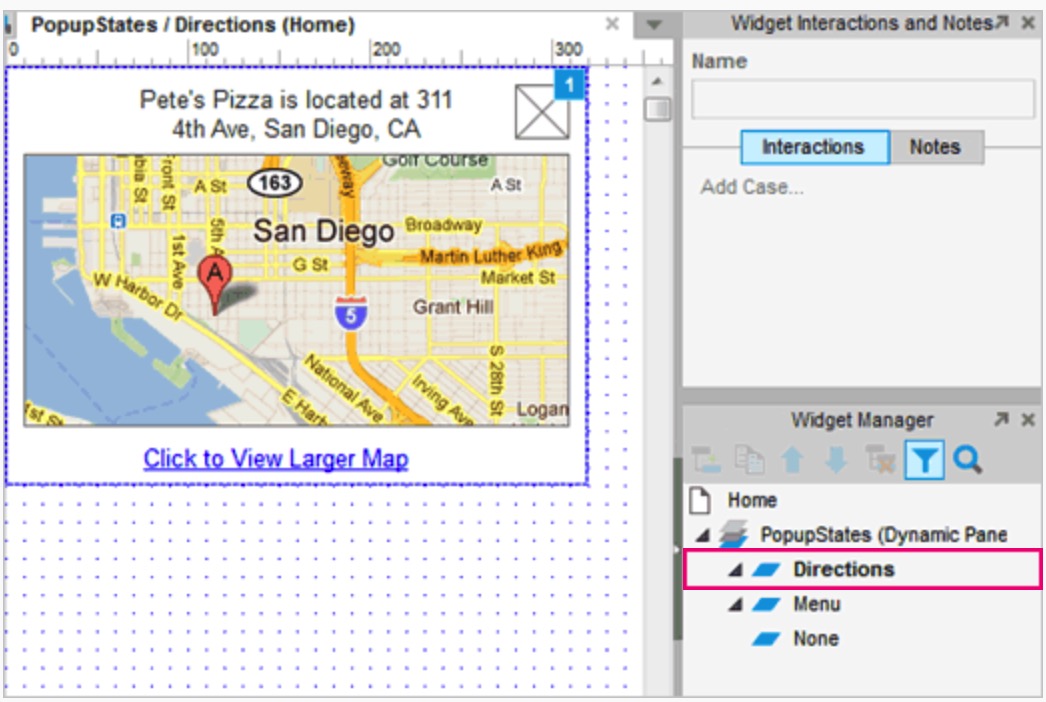 PopupStates / Directions (Home)
0 100 200 300
Pete's Pizza is located at 311
4th Ave, San Diego, CA
1
Golf Course
A St
163
A St
Front St
1st Ave
5th A
San Diego
Broadway
Martin Luther King
G St
Market St
A
W Harbor Dr
5
Grant Hill
National Ave
S 28th St
Irving Ave
E Harb
Logan
1st St
Click to View Larger Map
Widget Interactions and Notes
Name
Interactions Notes
Add Case...
Widget Manager
Home
PopupStates (Dynamic Pane
Directions
Menu
None